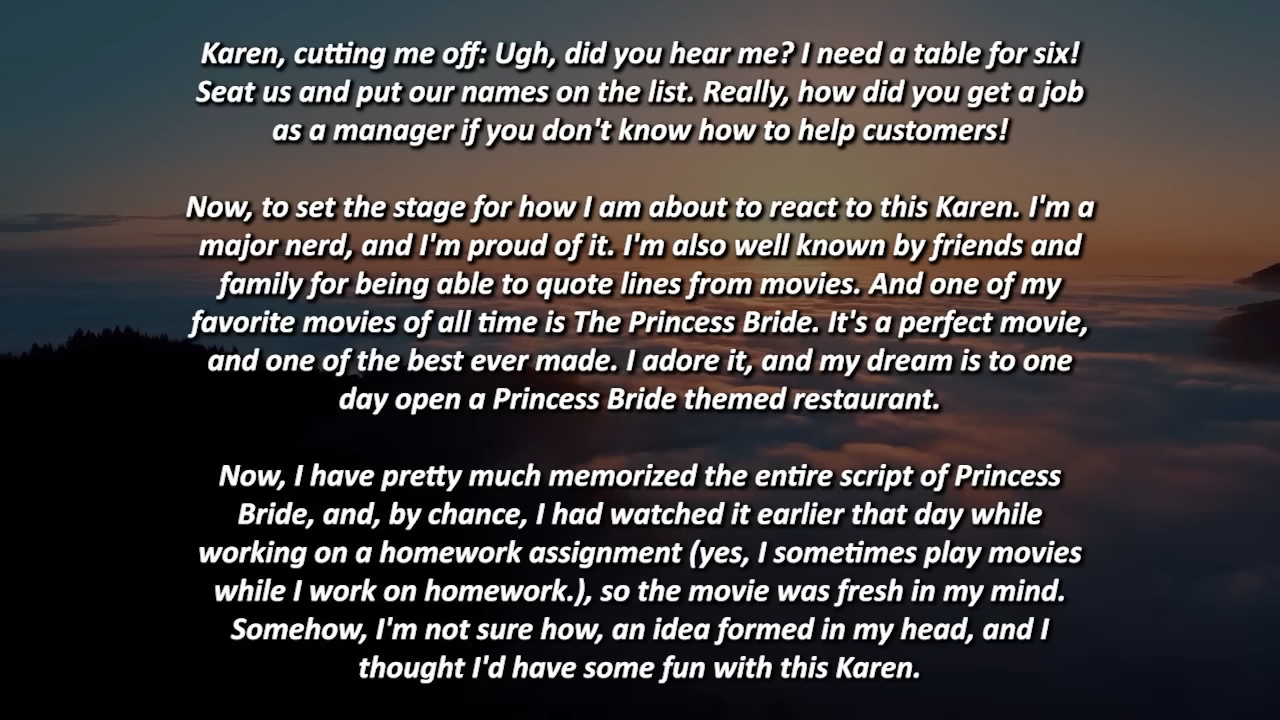 Karen, cutting me off: Ugh, did you hear me? I need a table for six!
Seat us and put our names on the list. Really, how did you get a job
as a manager if you don't know how to help customers!
Now, to set the stage for how I am about to react to this Karen. I'm a
major nerd, and I'm proud of it. I'm also well known by friends and
family for being able to quote lines from movies. And one of my
favorite movies of all time is The Princess Bride. It's a perfect movie,
and one of the best ever made. I adore it, and my dream is to one
day open a Princess Bride themed restaurant.
Now, I have pretty much memorized the entire script of Princess
Bride, and, by chance, I had watched it earlier that day while
working on a homework assignment (yes, I sometimes play movies
while I work on homework.), so the movie was fresh in my mind.
Somehow, I'm not sure how, an idea formed in my head, and I
thought I'd have some fun with this Karen.